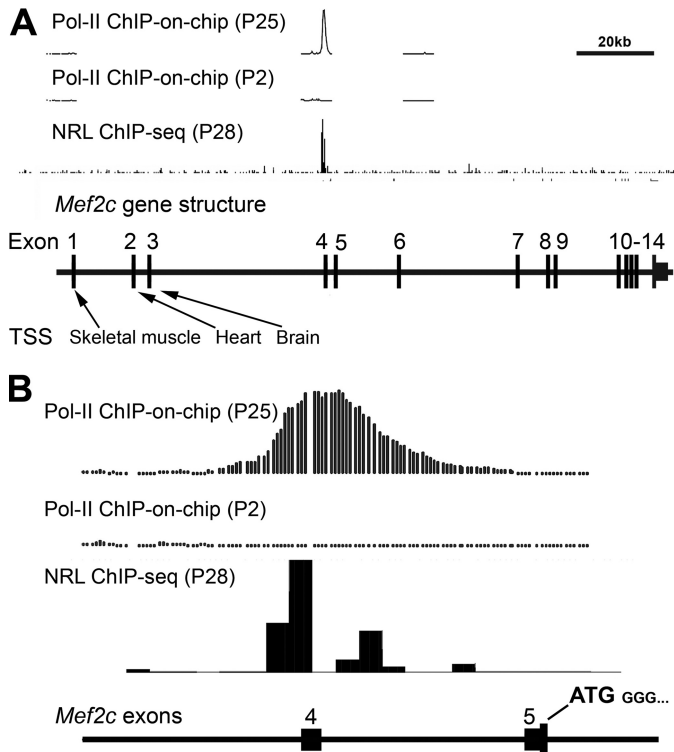 A
Pol-II ChIP-on-chip (P25)
20kb
Pol-II ChIP-on-chip (P2)
NRL ChIP-seq (P28)
Mef2c gene structure
Exon 1 2 3 4 5 6 7 8 9 10-14
TSS Skeletal muscle Heart Brain
B
Pol-II ChIP-on-chip (P25)
Pol-II ChIP-on-chip (P2)
NRL ChIP-seq (P28)
ATG GGG...
Mef2c exons 4 5